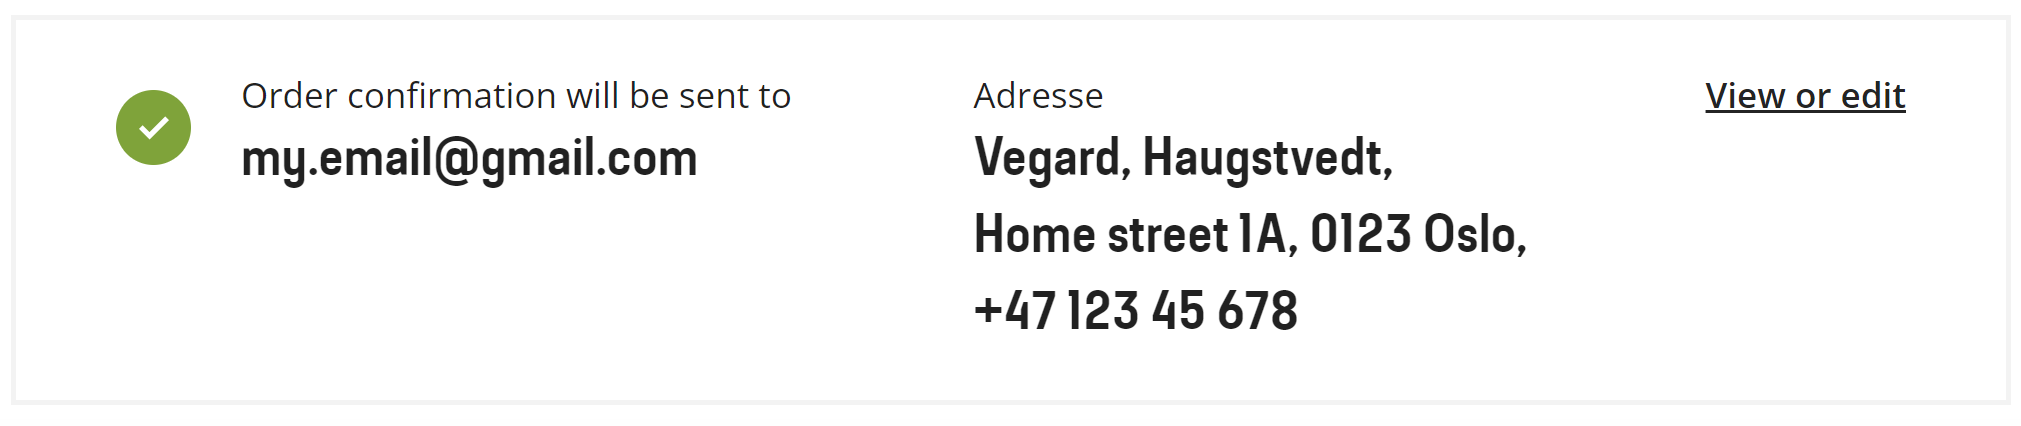 Order confirmation will be sent to
my.email@gmail.com
Adresse
Vegard, Haugstvedt,
Home street 1A, 0123 Oslo,
+47 123 45 678
View or edit